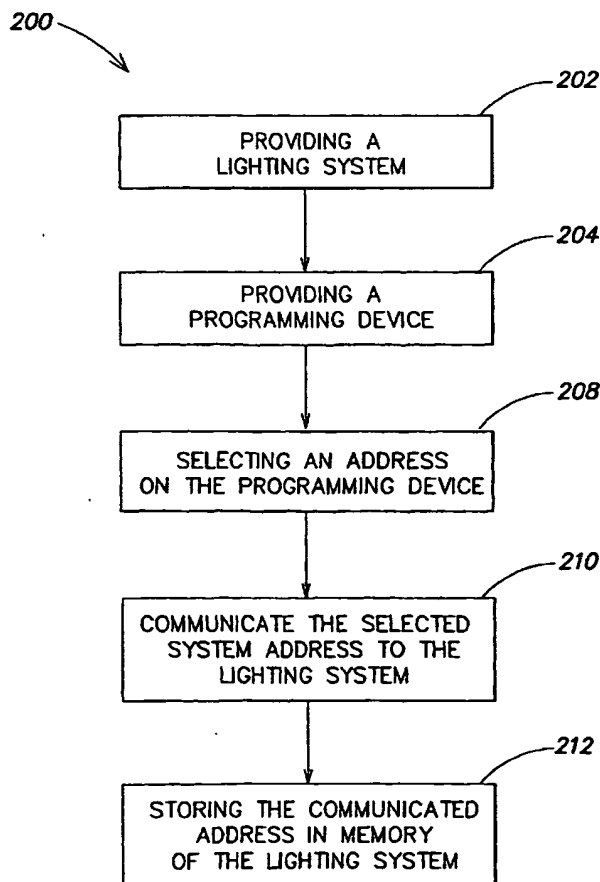 200
202
PROVIDING A
LIGHTING SYSTEM
204
PROVIDING A
PROGRAMMING DEVICE
208
SELECTING AN ADDRESS
ON THE PROGRAMMING DEVICE
210
COMMUNICATE THE SELECTED
SYSTEM ADDRESS TO THE
LIGHTING SYSTEM
212
STORING THE COMMUNICATED
ADDRESS IN MEMORY
OF THE LIGHTING SYSTEM